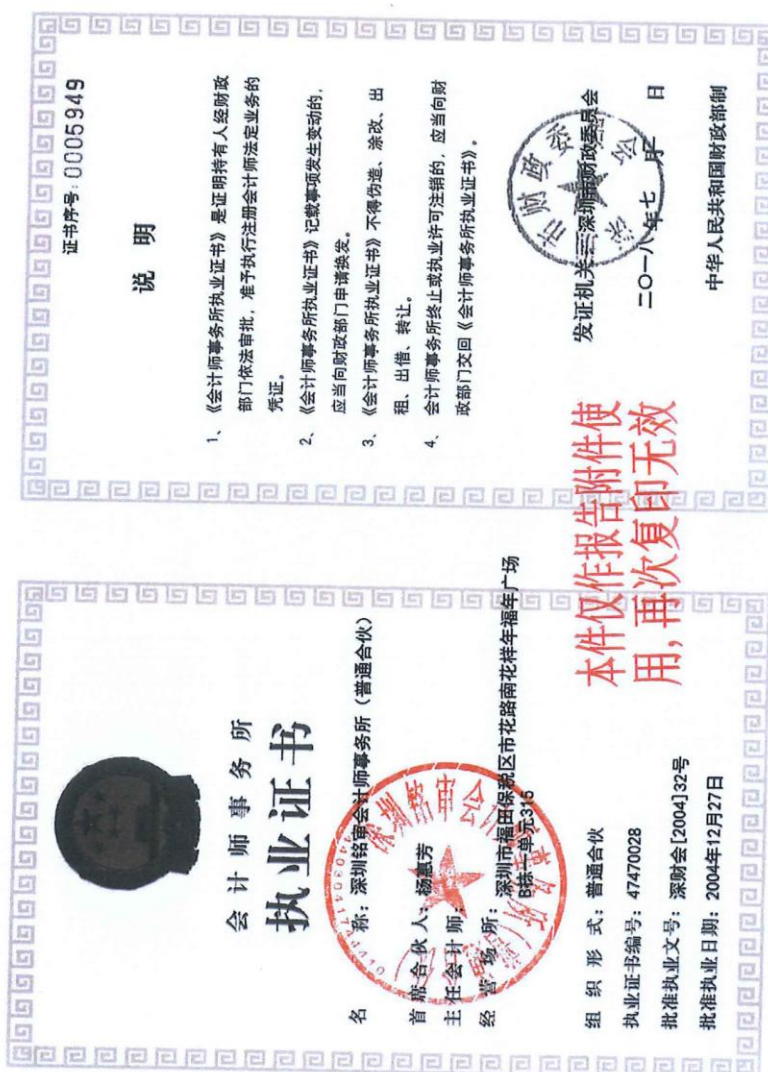 会计师事务所
执业证书
名 称：深圳铭审会计师事务所（普通合伙）
首席合伙人：杨惠芳
主任会计师：
经营场所：深圳市福田保税区市花路南花样年福年广场
B栋一单元315
组织形式：普通合伙
执业证书编号：47470028
批准执业文号：深财会[2004]32号
批准执业日期：2004年12月27日
本件仅作报告附件使
用，再次复印无效
证书序号：0005949
说 明
1、《会计师事务所执业证书》是证明持有人经财政
部门依法审批，准予执行注册会计师法定业务的
凭证。
2、《会计师事务所执业证书》记载事项发生变动的，
应当向财政部门申请换发。
3、《会计师事务所执业证书》不得伪造、涂改、出
租、出借、转让。
4、会计师事务所终止或执业许可注销的，应当向财
政部门交回《会计师事务所执业证书》。
发证机关：深圳市财政委员会
二〇一八年七月 日
中华人民共和国财政部制